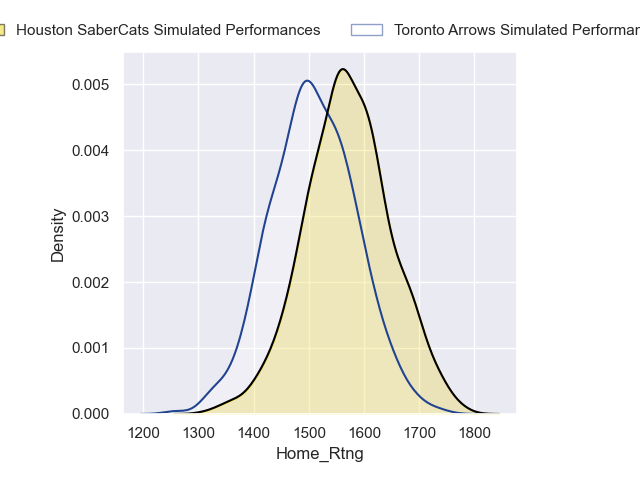 Houston SaberCats Simulated Performances
Toronto Arrows Simulated
0.005
0.004
0.003
0.002
0.001
0.000
Density
1200 1300 1400 1500 1600 1700 1800
Home_Rtng